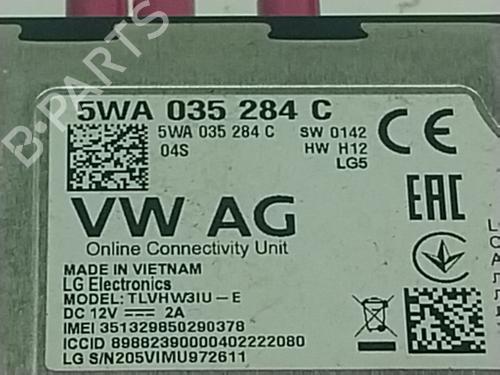 5WA 035 284 C
5WA 035 284 C SW 0142
04S HW H12
LG5
CE
VW AG
EAC
Online Connectivity Unit
MADE IN VIETNAM
LG Electronics
MODEL: TLVHW3IU-E
DC 12V 2A
IMEI 351329850290378
ICCID 89882390000402222080
LG S/N205VIMU972611
B-PARTS